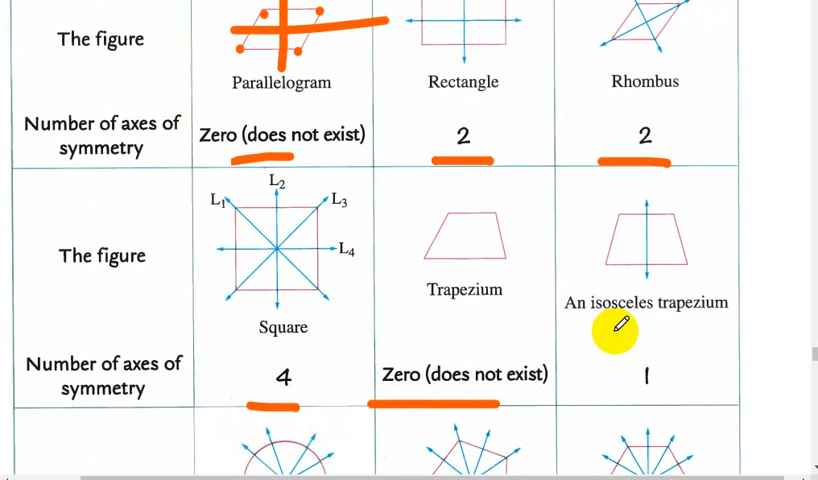 The figure
Parallelogram
Rectangle
Rhombus
Number of axes of
symmetry
Zero (does not exist)
2
2
L1
L2
L3
L4
The figure
Square
Trapezium
An isosceles trapezium
Number of axes of
symmetry
4
Zero (does not exist)
1